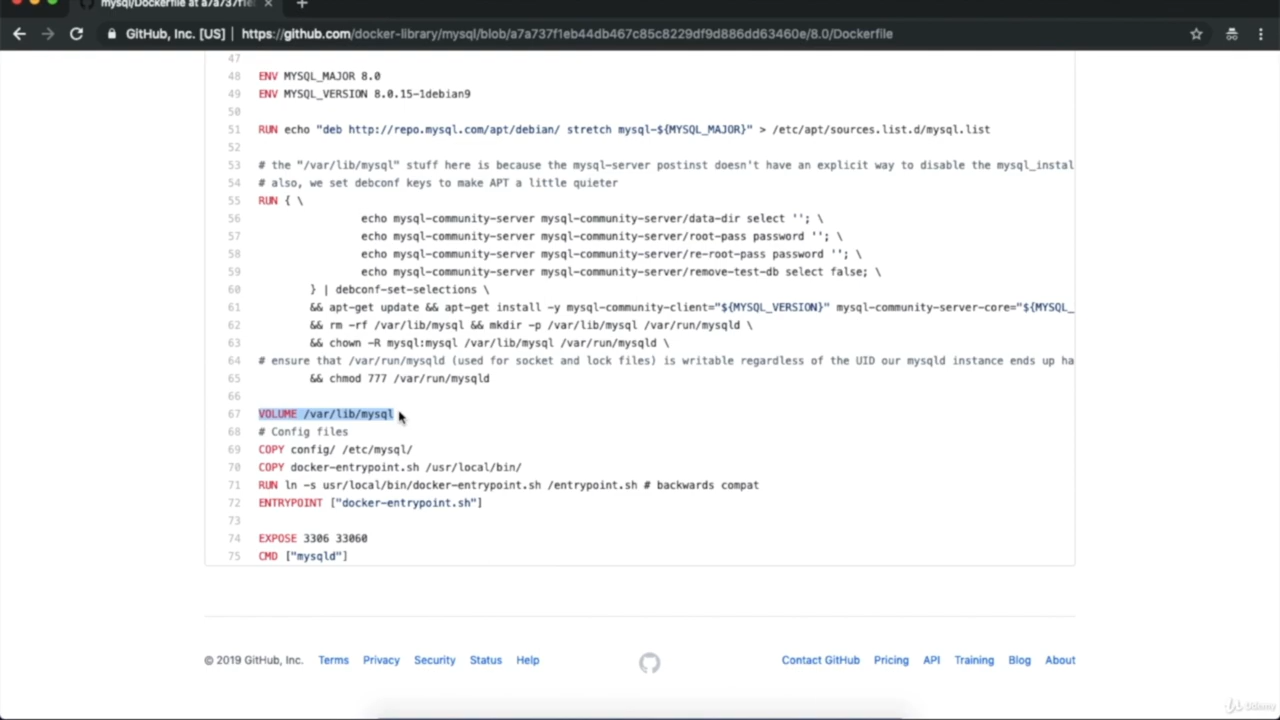 mysql/Dockerfile at a7a737f1e
GitHub, Inc. [US] | https://github.com/docker-library/mysql/blob/a7a737f1eb44db467c85c8229df9d886dd63460e/8.0/Dockerfile
47
48 ENV MYSQL_MAJOR 8.0
49 ENV MYSQL_VERSION 8.0.15-1debian9
50
51 RUN echo "deb http://repo.mysql.com/apt/debian/ stretch mysql-${MYSQL_MAJOR}" > /etc/apt/sources.list.d/mysql.list
52
53 # the "/var/lib/mysql" stuff here is because the mysql-server postinst doesn't have an explicit way to disable the mysql_instal
54 # also, we set debconf keys to make APT a little quieter
55 RUN { \
56 echo mysql-community-server mysql-community-server/data-dir select ''; \
57 echo mysql-community-server mysql-community-server/root-pass password ''; \
58 echo mysql-community-server mysql-community-server/re-root-pass password ''; \
59 echo mysql-community-server mysql-community-server/remove-test-db select false; \
60 } | debconf-set-selections \
61 && apt-get update && apt-get install -y mysql-community-client="${MYSQL_VERSION}" mysql-community-server-core="${MYSQL_
62 && rm -rf /var/lib/mysql && mkdir -p /var/lib/mysql /var/run/mysqld \
63 && chown -R mysql:mysql /var/lib/mysql /var/run/mysqld \
64 # ensure that /var/run/mysqld (used for socket and lock files) is writable regardless of the UID our mysqld instance ends up ha
65 && chmod 777 /var/run/mysqld
66
67 VOLUME /var/lib/mysql
68 # Config files
69 COPY config/ /etc/mysql/
70 COPY docker-entrypoint.sh /usr/local/bin/
71 RUN ln -s usr/local/bin/docker-entrypoint.sh /entrypoint.sh # backwards compat
72 ENTRYPOINT ["docker-entrypoint.sh"]
73
74 EXPOSE 3306 33060
75 CMD ["mysqld"]
© 2019 GitHub, Inc. Terms Privacy Security Status Help Contact GitHub Pricing API Training Blog About
Udemy